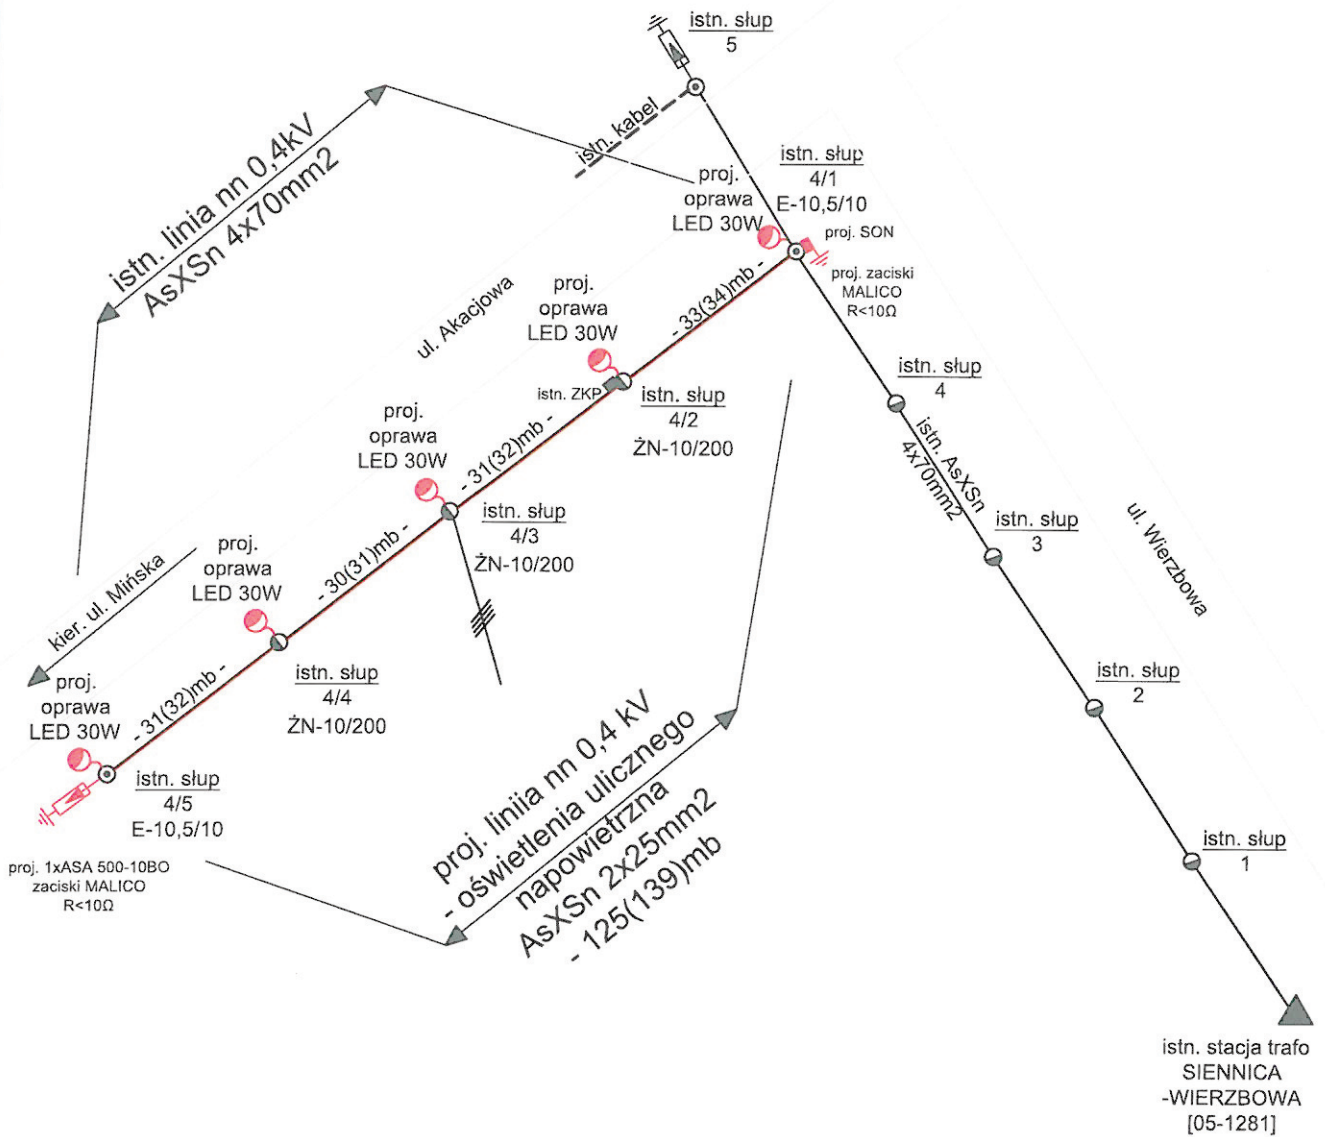 istn. słup
5
istn. linia nn 0,4kV
AsXSn 4x70mm2
istn. kabel
istn. słup
4/1
E-10,5/10
proj.
oprawa
LED 30W
proj. SON
proj. zaciski
MALICO
R<10Ω
- 33(34)mb -
ul. Akacjowa
proj.
oprawa
LED 30W
istn. ZKP
istn. słup
4/2
ŻN-10/200
istn. słup
4
istn. AsXSn
4x70mm2
proj.
oprawa
LED 30W
- 31(32)mb -
istn. słup
4/3
ŻN-10/200
istn. słup
3
ul. Wierzbowa
proj.
oprawa
LED 30W
- 30(31)mb -
kier. ul. Mińska
istn. słup
4/4
ŻN-10/200
istn. słup
2
proj.
oprawa
LED 30W
- 31(32)mb -
istn. słup
4/5
E-10,5/10
proj. 1xASA 500-10BO
zaciski MALICO
R<10Ω
proj. liniia nn 0,4 kV
- oświetlenia ulicznego
napowietrzna
AsXSn 2x25mm2
- 125(139)mb
istn. słup
1
istn. stacja trafo
SIENNICA
-WIERZBOWA
[05-1281]